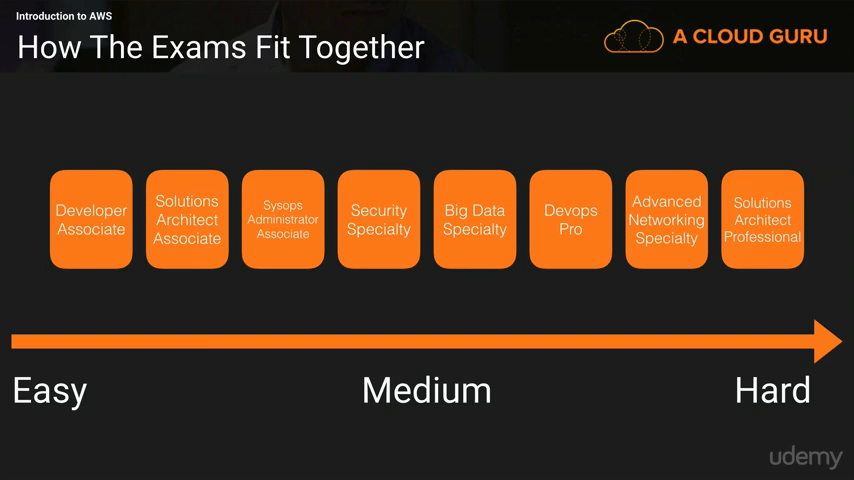 Introduction to AWS
How The Exams Fit Together
A CLOUD GURU
Developer
Associate
Solutions
Architect
Associate
Sysops
Administrator
Associate
Security
Specialty
Big Data
Specialty
Devops
Pro
Advanced
Networking
Specialty
Solutions
Architect
Professional
Easy
Medium
Hard
udemy